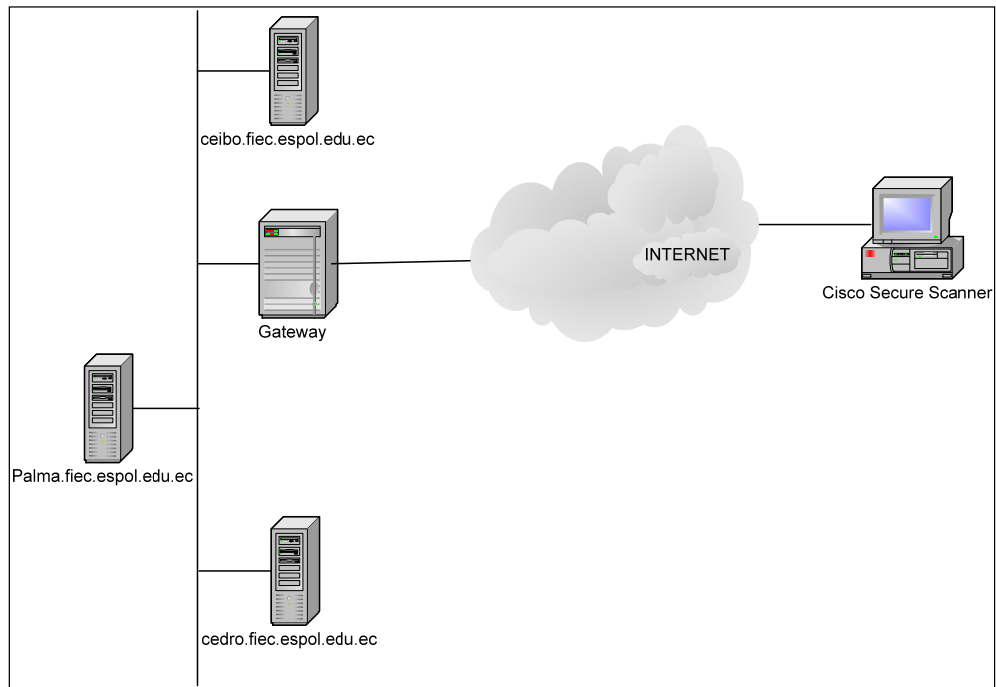 ceibo.fiec.espol.edu.ec
INTERNET
Cisco Secure Scanner
Gateway
Palma.fiec.espol.edu.ec
cedro.fiec.espol.edu.ec